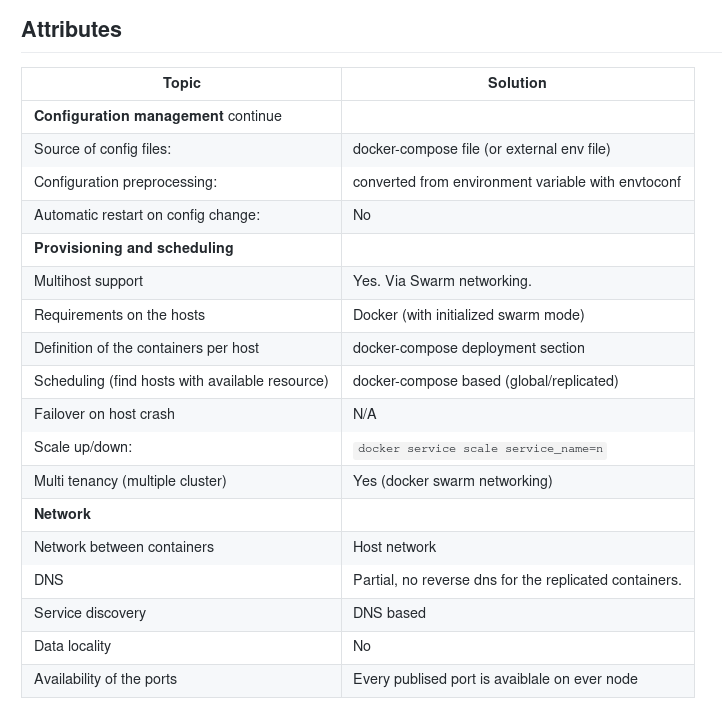 Attributes
Topic Solution
Configuration management continue
Source of config files: docker-compose file (or external env file)
Configuration preprocessing: converted from environment variable with envtoconf
Automatic restart on config change: No
Provisioning and scheduling
Multihost support Yes. Via Swarm networking.
Requirements on the hosts Docker (with initialized swarm mode)
Definition of the containers per host docker-compose deployment section
Scheduling (find hosts with available resource) docker-compose based (global/replicated)
Failover on host crash N/A
Scale up/down: docker service scale service_name=n
Multi tenancy (multiple cluster) Yes (docker swarm networking)
Network
Network between containers Host network
DNS Partial, no reverse dns for the replicated containers.
Service discovery DNS based
Data locality No
Availability of the ports Every publised port is avaiblale on ever node